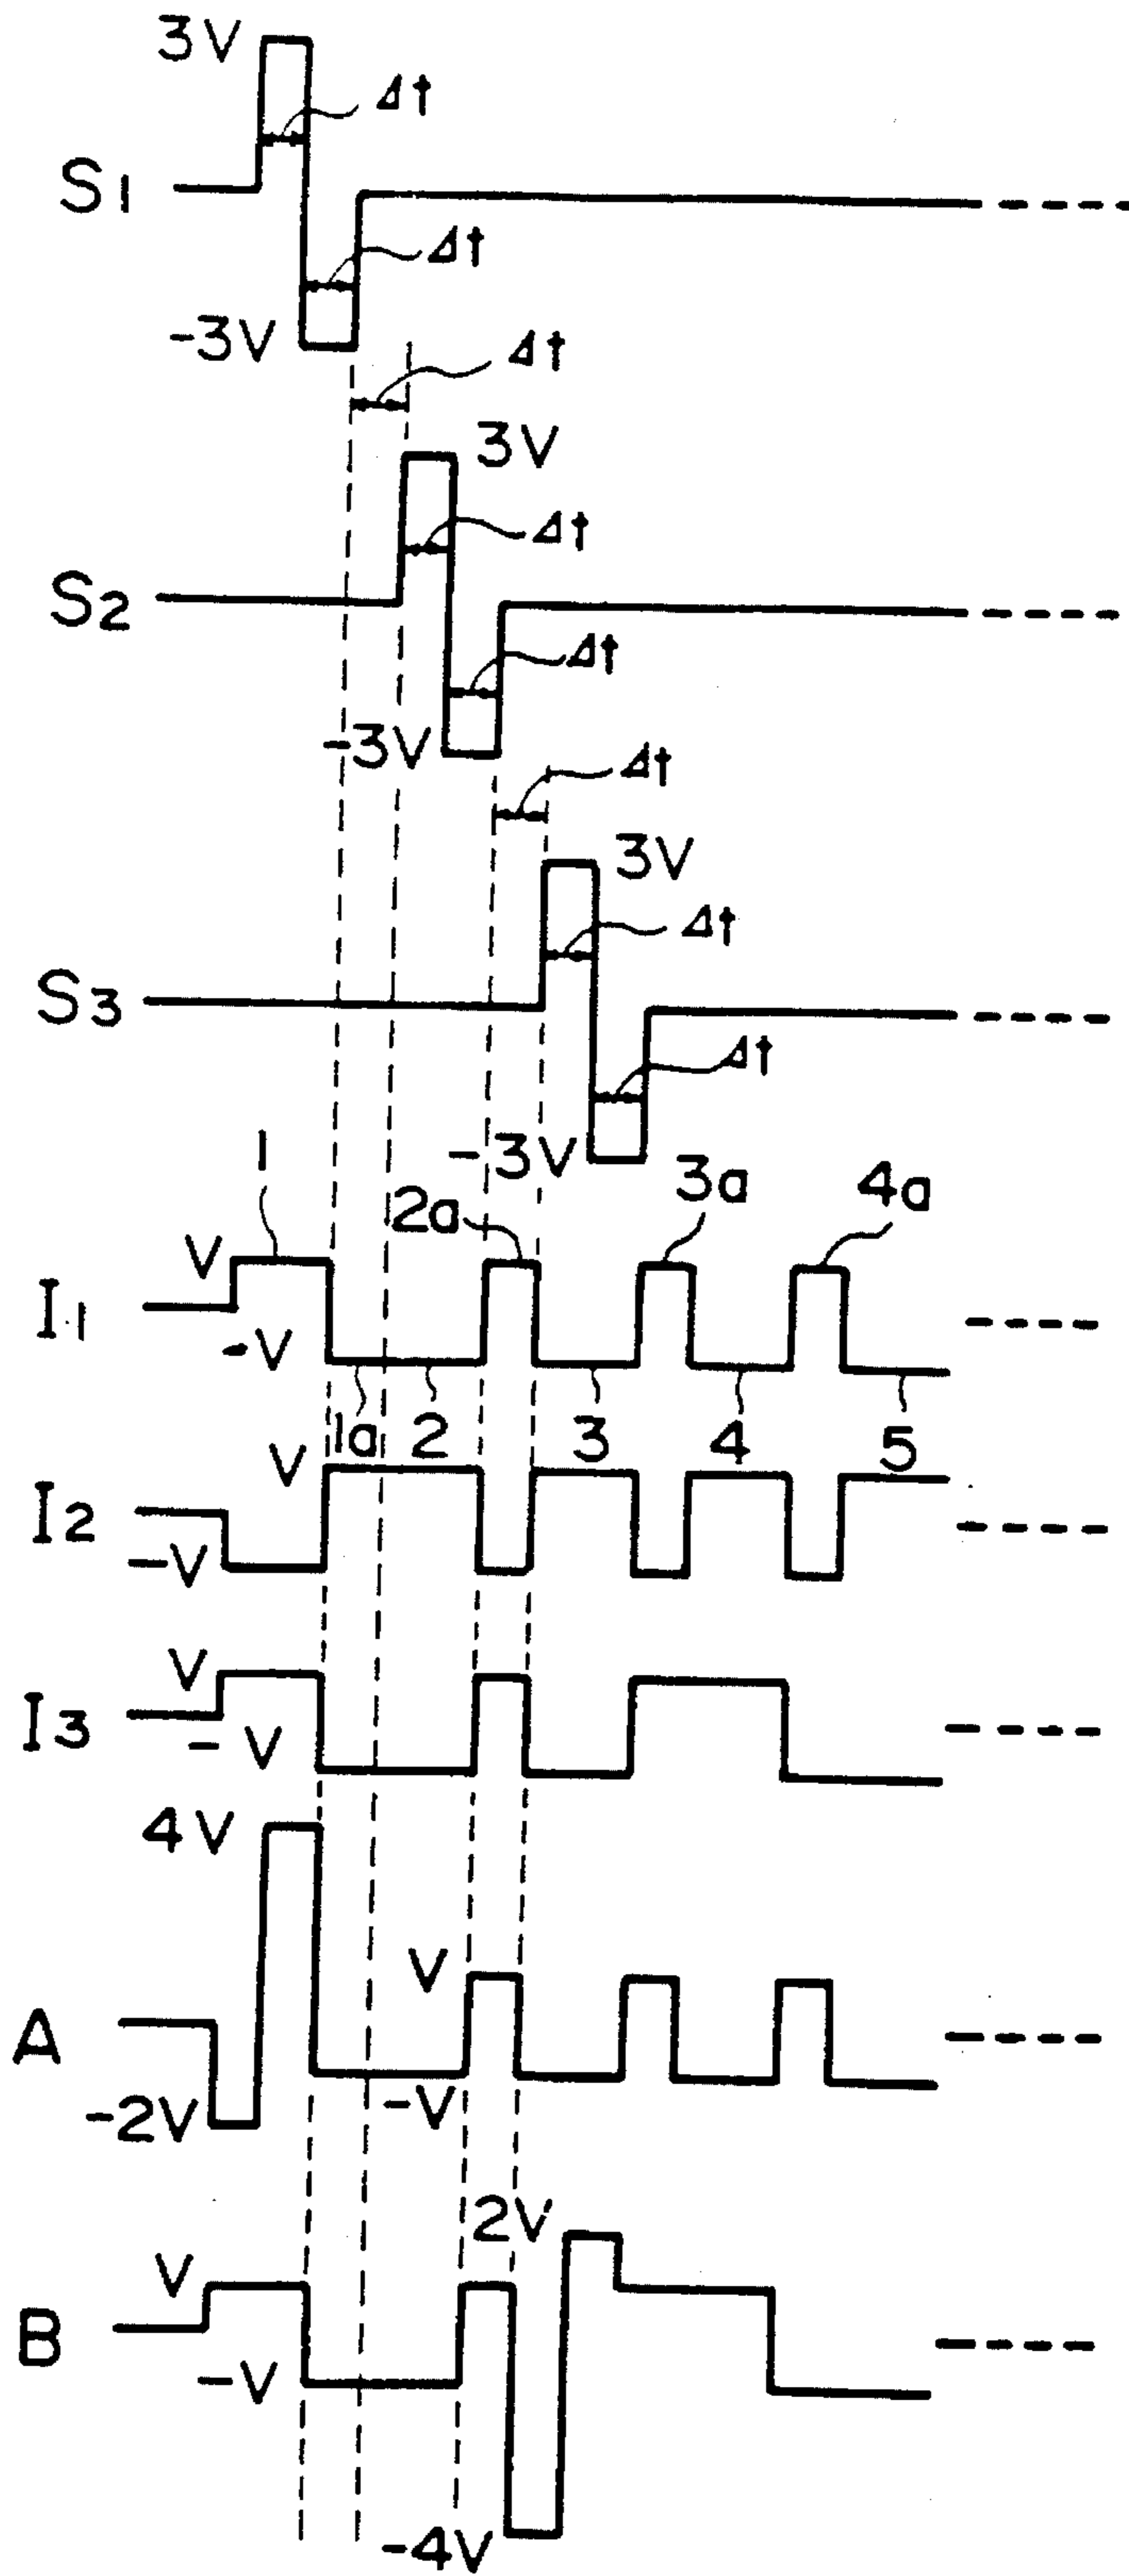 3V
Δt
S1
Δt
-3V
Δt
3V
Δt
S2
Δt
-3V
Δt
3V
Δt
S3
Δt
-3V
1
2a
3a
4a
V
I1
-V
1a
2
3
4
5
V
I2
-V
V
I3
-V
4V
V
A
-2V
-V
2V
V
B
-V
-4V